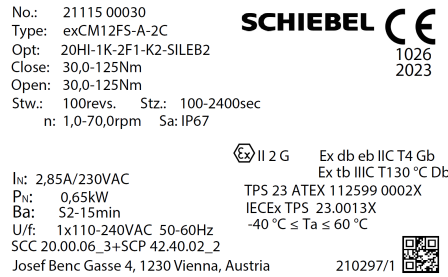 No.: 21115 00030
Type: exCM12FS-A-2C
Opt: 20HI-1K-2F1-K2-SILEB2
Close: 30,0-125Nm
Open: 30,0-125Nm
Stw.: 100revs. Stz.: 100-2400sec
n: 1,0-70,0rpm Sa: IP67
SCHIEBEL CE
1026
2023
Ex II 2 G Ex db eb IIC T4 Gb
Ex tb IIIC T130 °C Db
TPS 23 ATEX 112599 0002X
IECEx TPS 23.0013X
-40 °C ≤ Ta ≤ 60 °C
IN: 2,85A/230VAC
PN: 0,65kW
Ba: S2-15min
U/f: 1x110-240VAC 50-60Hz
SCC 20.00.06_3+SCP 42.40.02_2
Josef Benc Gasse 4, 1230 Vienna, Austria 210297/1